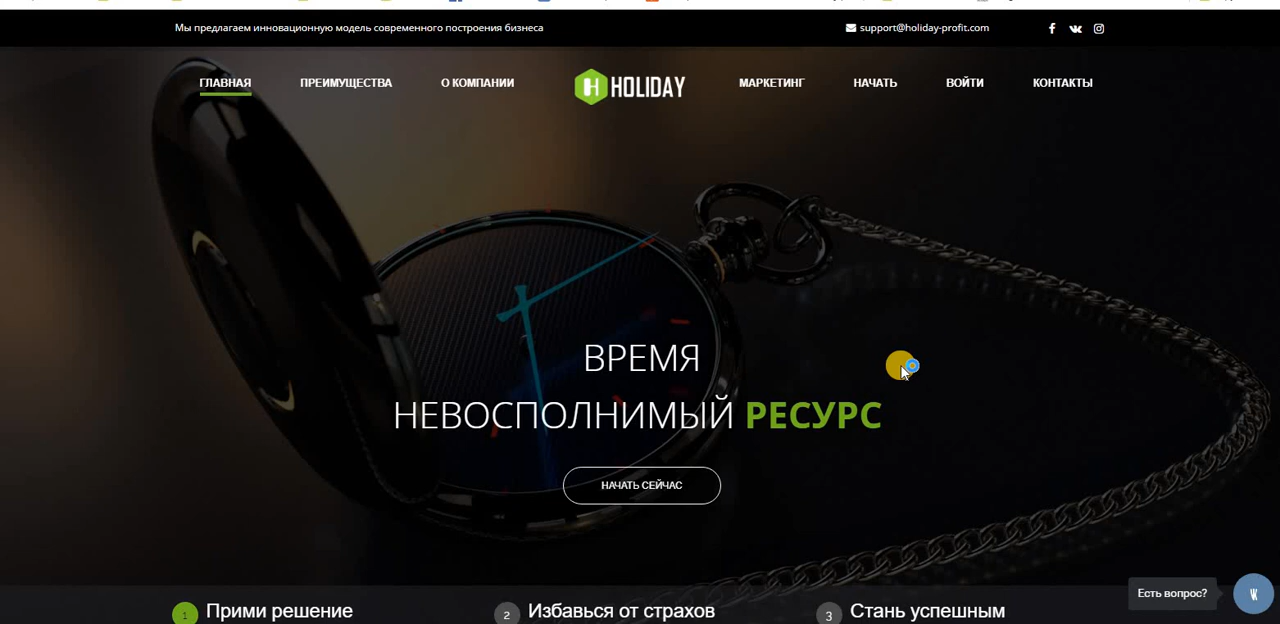 Мы предлагаем инновационную модель современного построения бизнеса
support@holiday-profit.com
ГЛАВНАЯ ПРЕИМУЩЕСТВА О КОМПАНИИ HOLIDAY МАРКЕТИНГ НАЧАТЬ ВОЙТИ КОНТАКТЫ
ВРЕМЯ
НЕВОСПОЛНИМЫЙ РЕСУРС
НАЧАТЬ СЕЙЧАС
Есть вопрос?
1 Прими решение
2 Избавься от страхов
3 Стань успешным